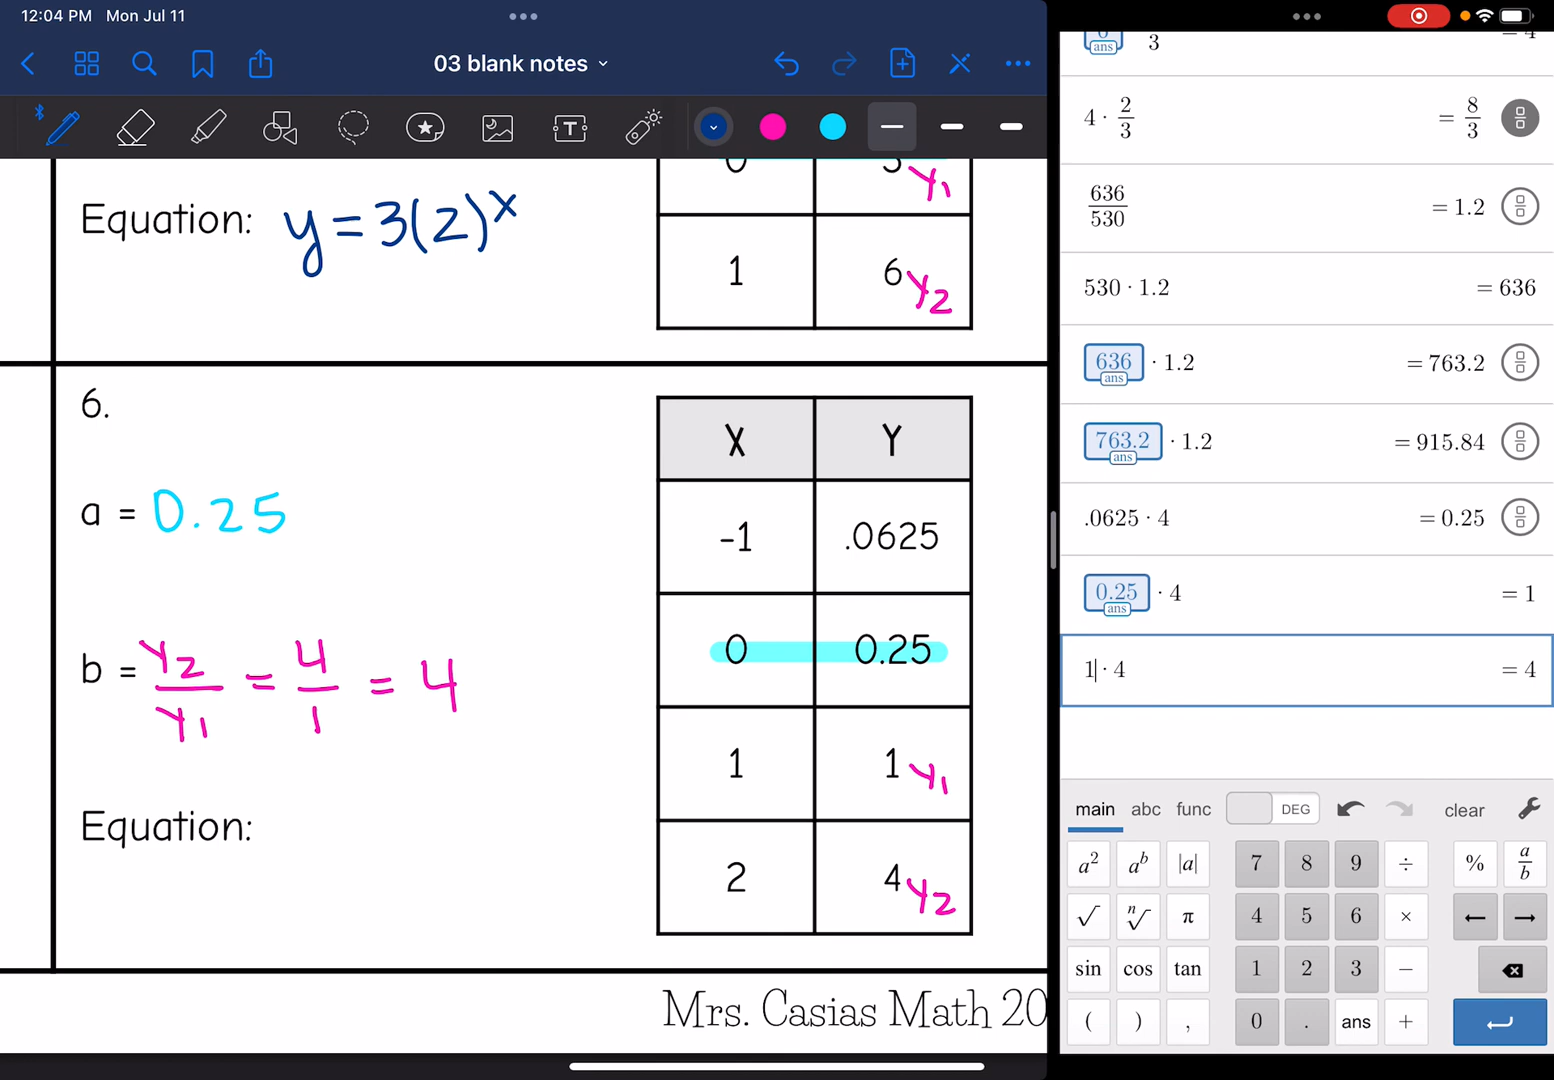 12:04 PM Mon Jul 11
03 blank notes
Equation: y = 3(2)^x
y1
1 6 y2
6.
a = 0.25
b = y2/y1 = 4/1 = 4
Equation:
X Y
-1 .0625
0 0.25
1 1 y1
2 4 y2
Mrs. Casias Math 20
ans 3 = 4
4 · 2/3 = 8/3
636/530 = 1.2
530 · 1.2 = 636
636 ans · 1.2 = 763.2
763.2 ans · 1.2 = 915.84
.0625 · 4 = 0.25
0.25 ans · 4 = 1
1 · 4 = 4
main abc func DEG clear
a² a^b |a| 7 8 9 ÷ % a/b
√ ⁿ√ π 4 5 6 × ← →
sin cos tan 1 2 3 −
( ) , 0 . ans +